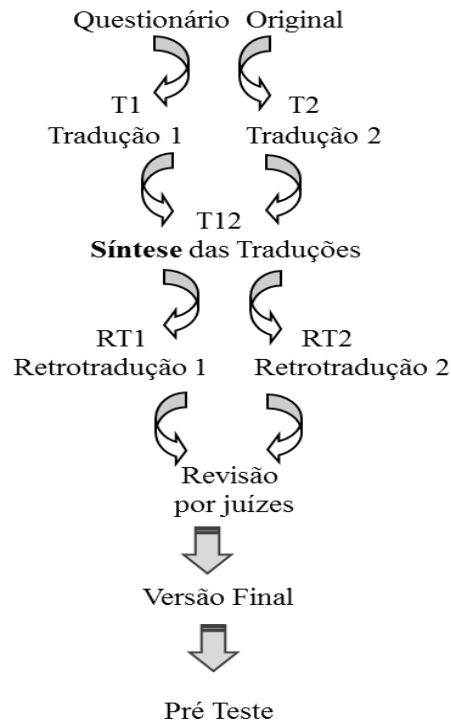 Questionário Original
T1 T2
Tradução 1 Tradução 2
T12
Síntese das Traduções
RT1 RT2
Retrotradução 1 Retrotradução 2
Revisão
por juízes
Versão Final
Pré Teste